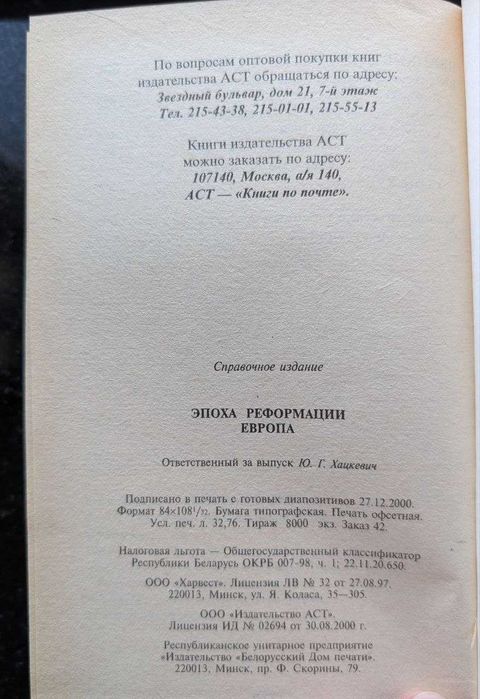 По вопросам оптовой покупки книг
издательства АСТ обращаться по адресу:
Звездный бульвар, дом 21, 7-й этаж
Тел. 215-43-38, 215-01-01, 215-55-13
Книги издательства АСТ
можно заказать по адресу:
107140, Москва, а/я 140,
АСТ — «Книги по почте».
Справочное издание
ЭПОХА РЕФОРМАЦИИ
ЕВРОПА
Ответственный за выпуск Ю. Г. Хацкевич
Подписано в печать с готовых диапозитивов 27.12.2000.
Формат 84×108¹/₃₂. Бумага типографская. Печать офсетная.
Усл. печ. л. 32,76. Тираж 8000 экз. Заказ 42.
Налоговая льгота — Общегосударственный классификатор
Республики Беларусь ОКРБ 007-98, ч. 1; 22.11.20.650.
ООО «Харвест». Лицензия ЛВ № 32 от 27.08.97.
220013, Минск, ул. Я. Коласа, 35—305.
ООО «Издательство АСТ».
Лицензия ИД № 02694 от 30.08.2000 г.
Республиканское унитарное предприятие
«Издательство «Белорусский Дом печати».
220013, Минск, пр. Ф. Скорины, 79.